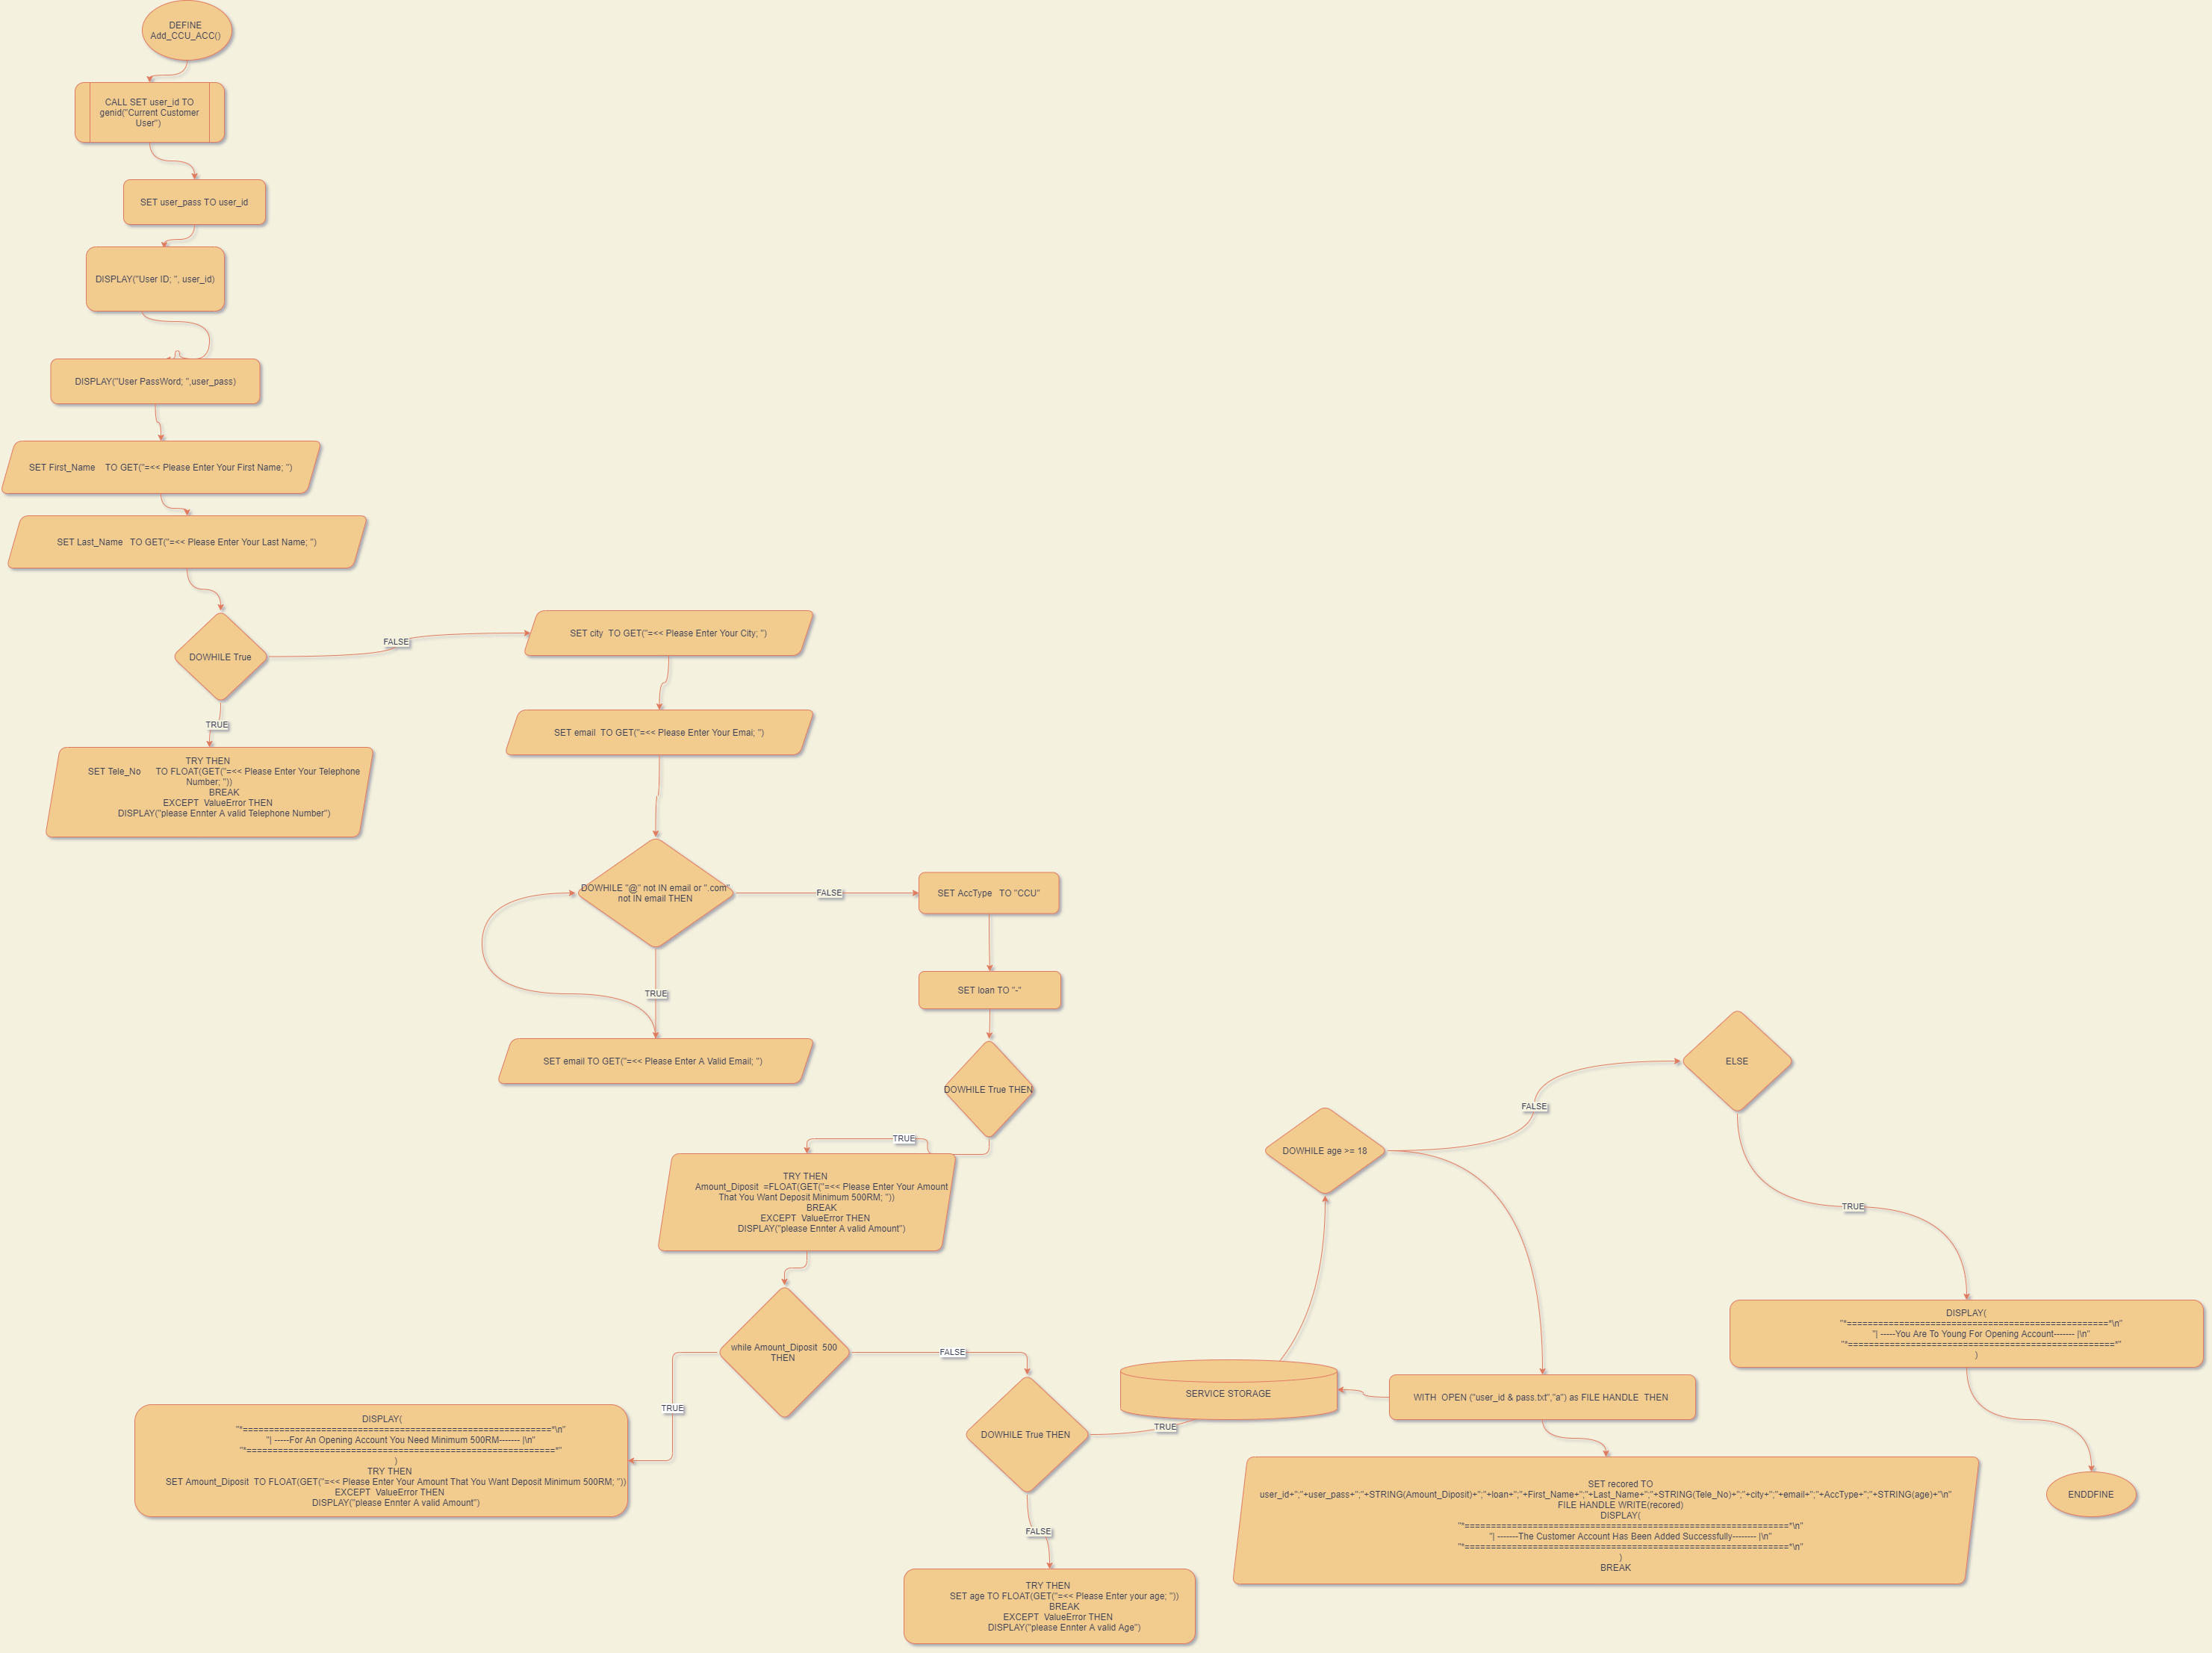 DEFINE
Add_CCU_ACC()
CALL SET user_id TO
genid("Current Customer
User")
SET user_pass TO user_id
DISPLAY("User ID; ", user_id)
DISPLAY("User PassWord; ",user_pass)
SET First_Name    TO GET("=<< Please Enter Your First Name; ")
SET Last_Name   TO GET("=<< Please Enter Your Last Name; ")
DOWHILE True
FALSE
TRUE
TRY THEN
SET Tele_No      TO FLOAT(GET("=<< Please Enter Your Telephone
Number; "))
BREAK
EXCEPT  ValueError THEN
DISPLAY("please Ennter A valid Telephone Number")
SET city  TO GET("=<< Please Enter Your City; ")
SET email  TO GET("=<< Please Enter Your Emai; ")
DOWHILE "@" not IN email or ".com"
not IN email THEN
FALSE
TRUE
SET email TO GET("=<< Please Enter A Valid Email; ")
SET AccType   TO "CCU"
SET loan TO "-"
DOWHILE True THEN
TRUE
TRY THEN
Amount_Diposit  =FLOAT(GET("=<< Please Enter Your Amount
That You Want Deposit Minimum 500RM; "))
BREAK
EXCEPT  ValueError THEN
DISPLAY("please Ennter A valid Amount")
while Amount_Diposit  500
THEN
TRUE
FALSE
DISPLAY(
"*===========================================================*\n"
"| -----For An Opening Account You Need Minimum 500RM------- |\n"
"*===========================================================*"
)
TRY THEN
SET Amount_Diposit  TO FLOAT(GET("=<< Please Enter Your Amount That You Want Deposit Minimum 500RM; "))
EXCEPT  ValueError THEN
DISPLAY("please Ennter A valid Amount")
DOWHILE True THEN
TRUE
FALSE
TRY THEN
SET age TO FLOAT(GET("=<< Please Enter your age; "))
BREAK
EXCEPT  ValueError THEN
DISPLAY("please Ennter A valid Age")
SERVICE STORAGE
DOWHILE age >= 18
FALSE
WITH  OPEN ("user_id & pass.txt","a") as FILE HANDLE  THEN
SET recored TO
user_id+";"+user_pass+";"+STRING(Amount_Diposit)+";"+loan+";"+First_Name+";"+Last_Name+";"+STRING(Tele_No)+";"+city+";"+email+";"+AccType+";"+STRING(age)+"\n"
FILE HANDLE WRITE(recored)
DISPLAY(
"*==============================================================*\n"
"| -------The Customer Account Has Been Added Successfully-------- |\n"
"*==============================================================*\n"
)
BREAK
ELSE
TRUE
DISPLAY(
"*==================================================*\n"
"| -----You Are To Young For Opening Account------- |\n"
"*===================================================*"
)
ENDDFINE